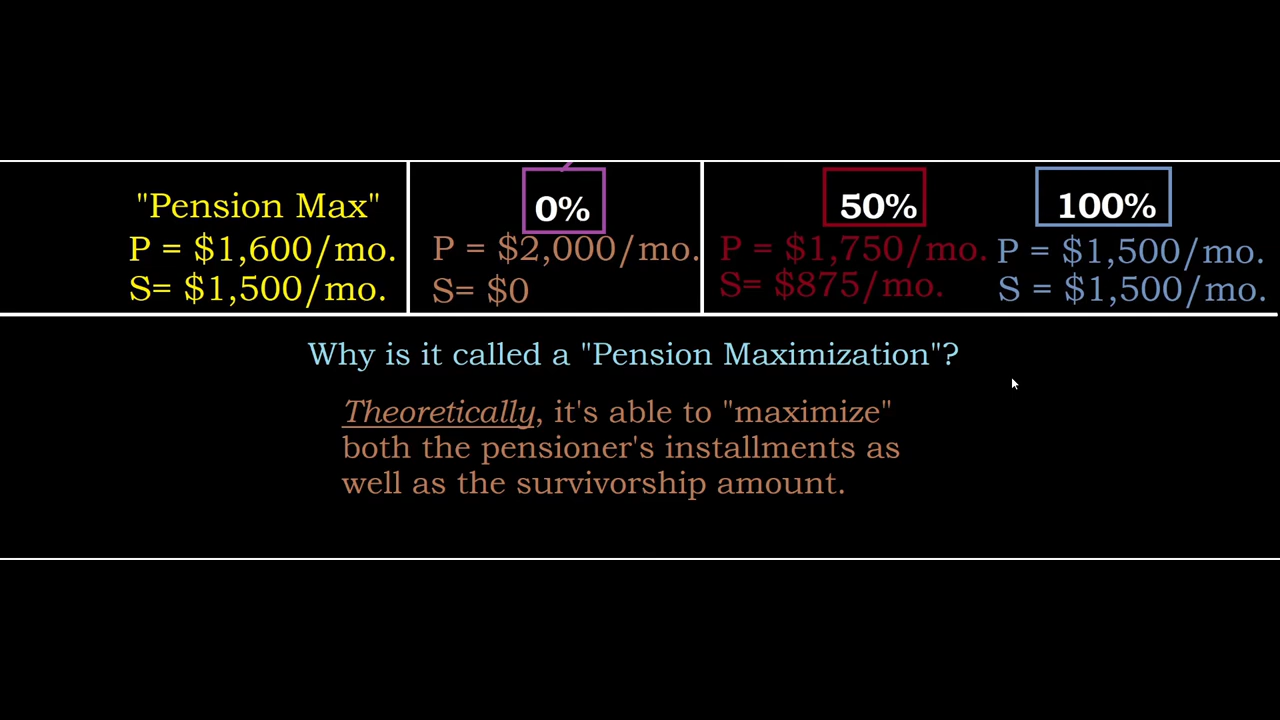 "Pension Max"
P = $1,600/mo.
S= $1,500/mo.
0%
P = $2,000/mo.
S= $0
50%
P = $1,750/mo.
S= $875/mo.
100%
P = $1,500/mo.
S = $1,500/mo.
Why is it called a "Pension Maximization"?
Theoretically, it's able to "maximize"
both the pensioner's installments as
well as the survivorship amount.